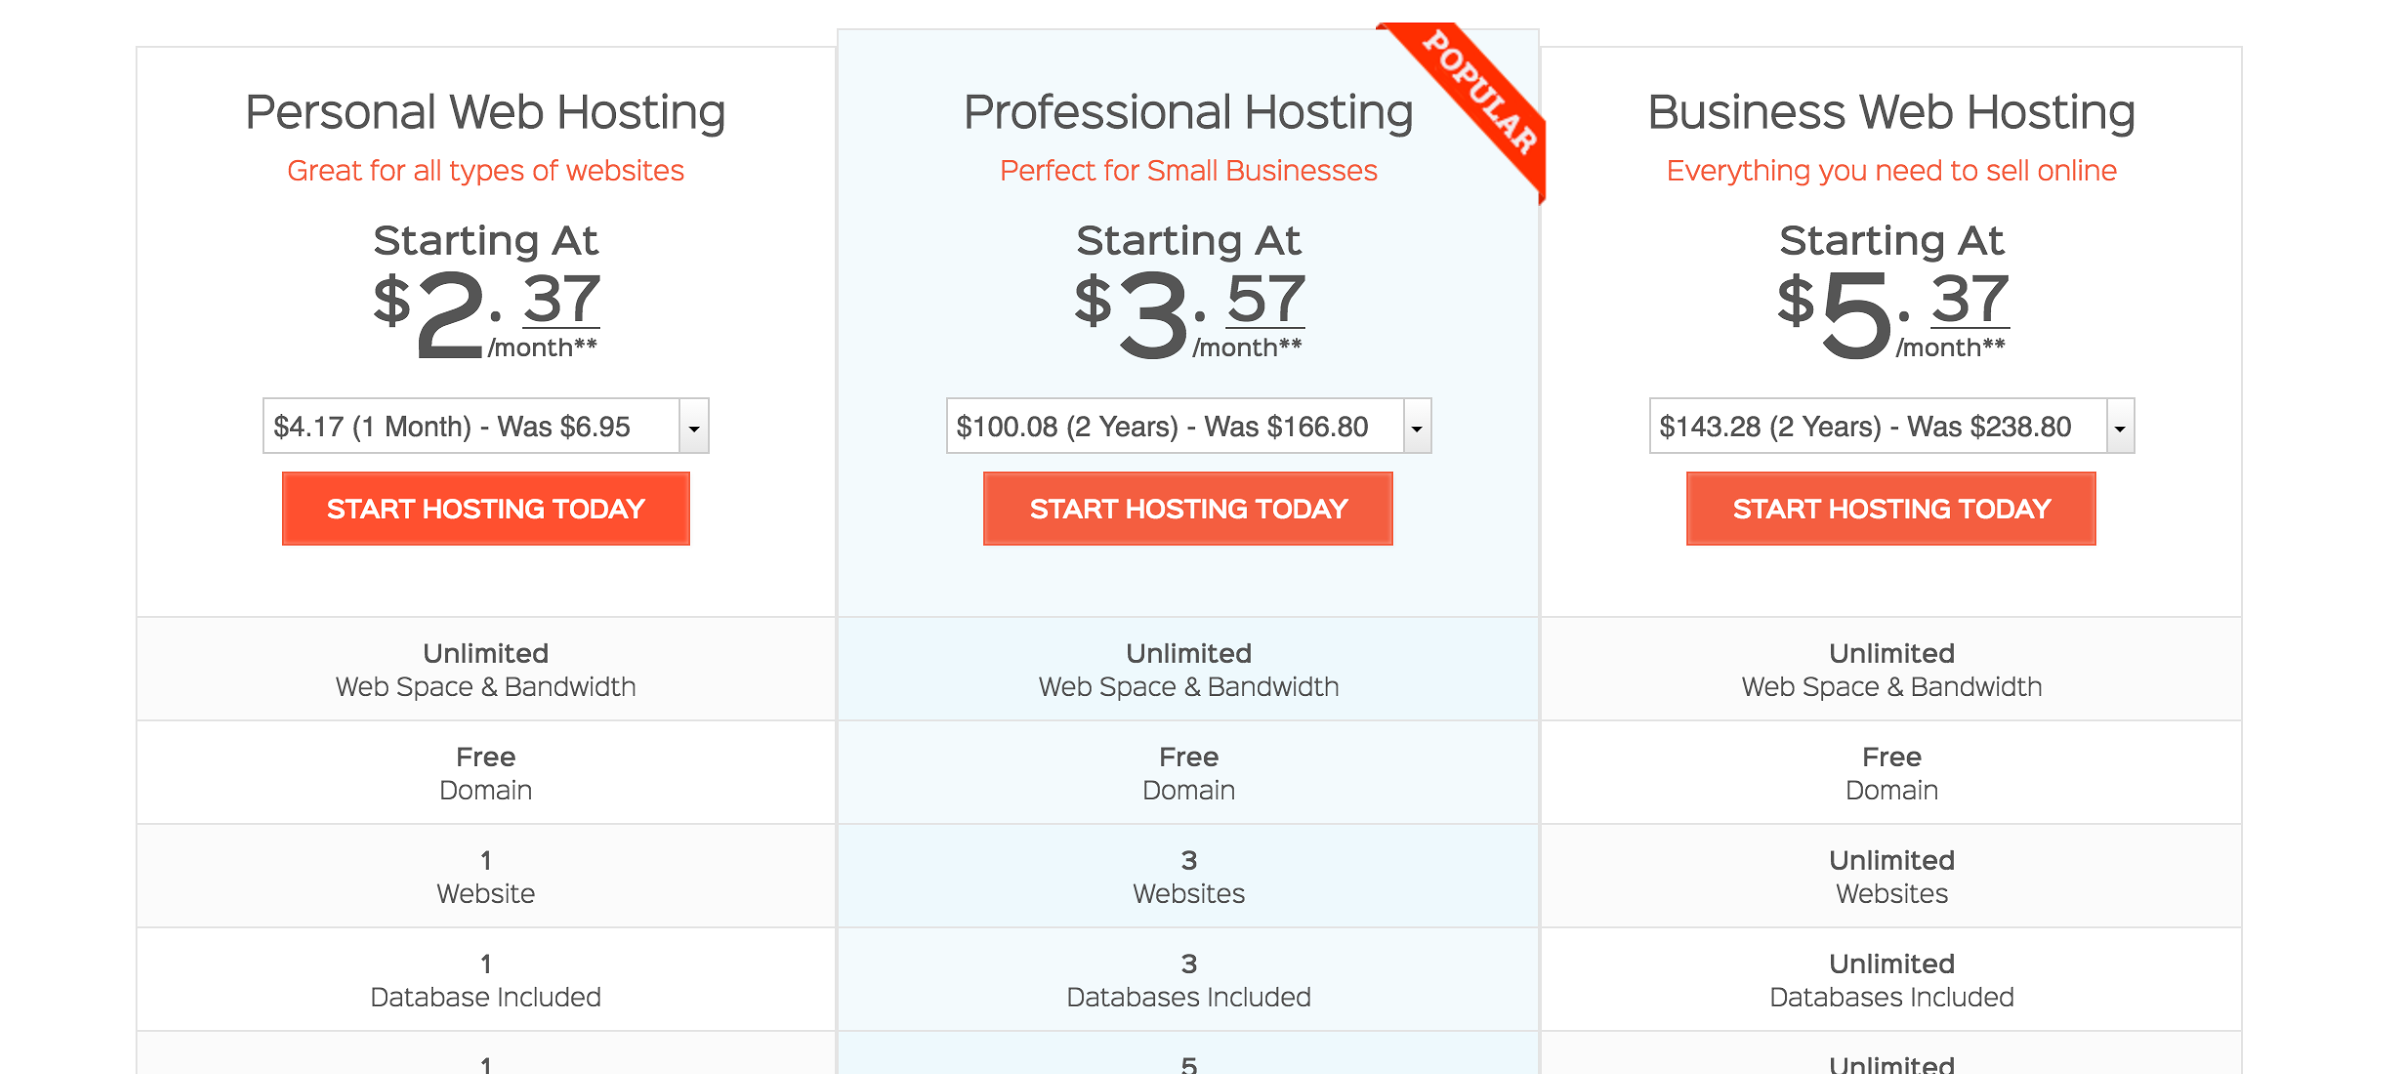 Personal Web Hosting
Great for all types of websites
Starting At
$2.37
/month**
$4.17 (1 Month) - Was $6.95
START HOSTING TODAY
Unlimited
Web Space & Bandwidth
Free
Domain
1
Website
1
Database Included
1
POPULAR
Professional Hosting
Perfect for Small Businesses
Starting At
$3.57
/month**
$100.08 (2 Years) - Was $166.80
START HOSTING TODAY
Unlimited
Web Space & Bandwidth
Free
Domain
3
Websites
3
Databases Included
5
Business Web Hosting
Everything you need to sell online
Starting At
$5.37
/month**
$143.28 (2 Years) - Was $238.80
START HOSTING TODAY
Unlimited
Web Space & Bandwidth
Free
Domain
Unlimited
Websites
Unlimited
Databases Included
Unlimited